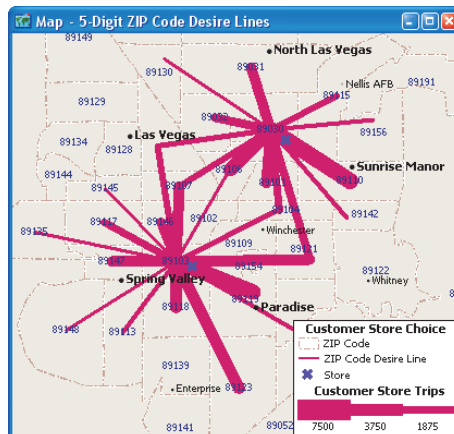 Map - 5-Digit ZIP Code Desire Lines
89149
North Las Vegas
89130
89031
Nellis AFB
89191
89129
89115
89032
89030
89156
Las Vegas
89134
89128
Sunrise Manor
89144
89106
89110
89145
89107
89101
89104
89142
89117
89146
89102
89135
Winchester
89109
89121
89147
89103
89154
89122
Whitney
Spring Valley
89118
89119
Paradise
89148
89113
89139
Enterprise
89123
89141
89052
Customer Store Choice
ZIP Code
ZIP Code Desire Line
Store
Customer Store Trips
7500 3750 1875